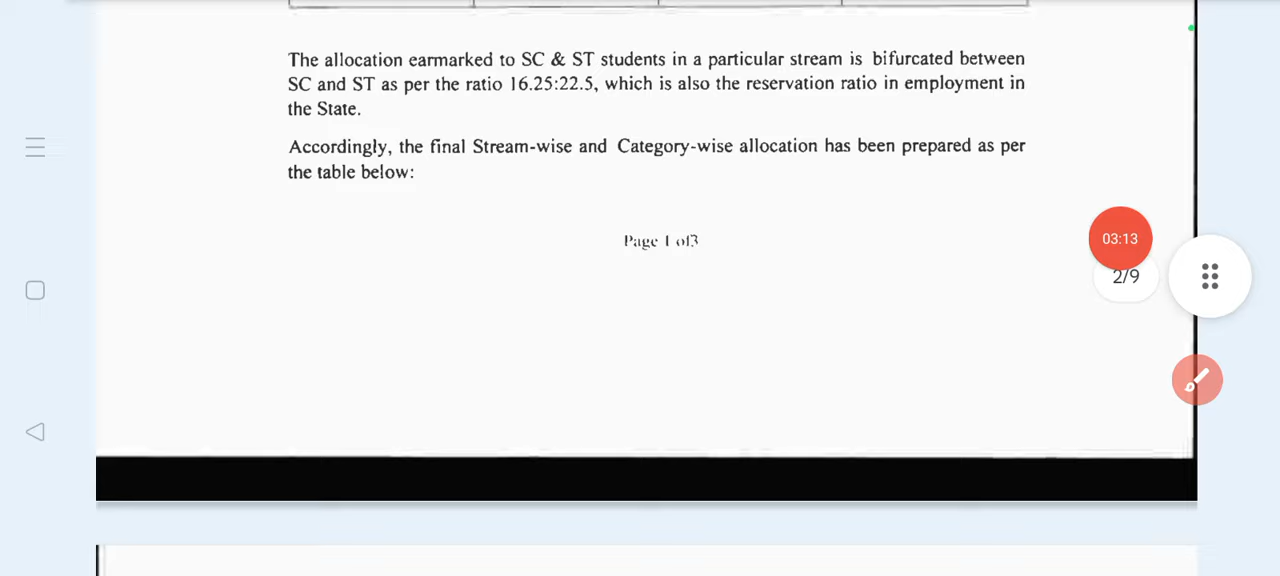 The allocation earmarked to SC & ST students in a particular stream is bifurcated between
SC and ST as per the ratio 16.25:22.5, which is also the reservation ratio in employment in
the State.
Accordingly, the final Stream-wise and Category-wise allocation has been prepared as per
the table below:
Page 1 of3
03:13
2/9